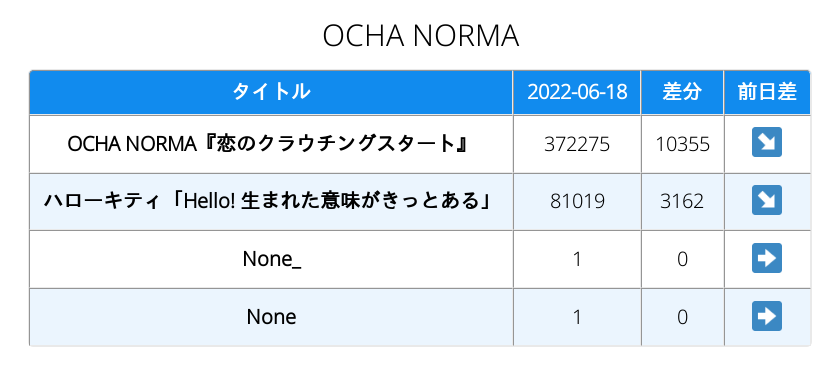 OCHA NORMA
タイトル 2022-06-18 差分 前日差
OCHA NORMA『恋のクラウチングスタート』 372275 10355 ↘
ハローキティ「Hello! 生まれた意味がきっとある」 81019 3162 ↘
None_ 1 0 ➡
None 1 0 ➡